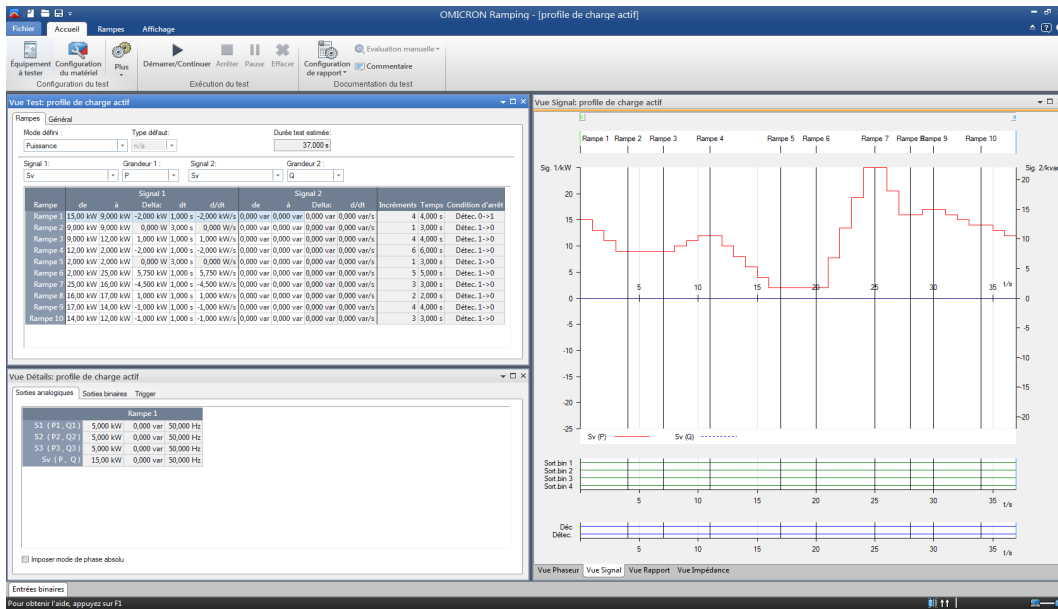 OMICRON Ramping - [profile de charge actif]
Fichier Accueil Rampes Affichage
Équipement à tester
Configuration du matériel
Plus
Configuration du test
Démarrer/Continuer Arrêter Pause Effacer
Exécution du test
Configuration de rapport
Evaluation manuelle
Commentaire
Documentation du test
Vue Test: profile de charge actif
Rampes Général
Mode défini : Type défaut: Durée test estimée:
Puissance n/a 37,000 s
Signal 1: Grandeur 1 : Signal 2: Grandeur 2 :
Sv P Sv Q
Signal 1 Signal 2
Rampe de à Delta: dt d/dt de à Delta: d/dt Incréments Temps Condition d'arrêt
Rampe 1 15,00 kW 9,000 kW -2,000 kW 1,000 s -2,000 kW/s 0,000 var 0,000 var 0,000 var 0,000 var/s 4 4,000 s Détec. 0->1
Rampe 2 9,000 kW 9,000 kW 0,000 W 3,000 s 0,000 W/s 0,000 var 0,000 var 0,000 var 0,000 var/s 1 3,000 s Détec. 1->0
Rampe 3 9,000 kW 12,00 kW 1,000 kW 1,000 s 1,000 kW/s 0,000 var 0,000 var 0,000 var 0,000 var/s 4 4,000 s Détec. 1->0
Rampe 4 12,00 kW 2,000 kW -2,000 kW 1,000 s -2,000 kW/s 0,000 var 0,000 var 0,000 var 0,000 var/s 6 6,000 s Détec. 1->0
Rampe 5 2,000 kW 2,000 kW 0,000 W 3,000 s 0,000 W/s 0,000 var 0,000 var 0,000 var 0,000 var/s 1 3,000 s Détec. 1->0
Rampe 6 2,000 kW 25,00 kW 5,750 kW 1,000 s 5,750 kW/s 0,000 var 0,000 var 0,000 var 0,000 var/s 5 5,000 s Détec. 1->0
Rampe 7 25,00 kW 16,00 kW -4,500 kW 1,000 s -4,500 kW/s 0,000 var 0,000 var 0,000 var 0,000 var/s 3 3,000 s Détec. 1->0
Rampe 8 16,00 kW 17,00 kW 1,000 kW 1,000 s 1,000 kW/s 0,000 var 0,000 var 0,000 var 0,000 var/s 2 2,000 s Détec. 1->0
Rampe 9 17,00 kW 14,00 kW -1,000 kW 1,000 s -1,000 kW/s 0,000 var 0,000 var 0,000 var 0,000 var/s 4 4,000 s Détec. 1->0
Rampe 10 14,00 kW 12,00 kW -1,000 kW 1,000 s -1,000 kW/s 0,000 var 0,000 var 0,000 var 0,000 var/s 3 3,000 s Détec. 1->0
Vue Détails: profile de charge actif
Sorties analogiques Sorties binaires Trigger
Rampe 1
S1 (P1,Q1) 5,000 kW 0,000 var 50,000 Hz
S2 (P2,Q2) 5,000 kW 0,000 var 50,000 Hz
S3 (P3,Q3) 5,000 kW 0,000 var 50,000 Hz
Sv (P, Q) 15,00 kW 0,000 var 50,000 Hz
Imposer mode de phase absolu
Vue Signal: profile de charge actif
Rampe 1 Rampe 2 Rampe 3 Rampe 4 Rampe 5 Rampe 6 Rampe 7 Rampe 8 Rampe 9 Rampe 10
Sig. 1/kW Sig. 2/kvar
20 20
15 15
10 10
5 5
5 10 15 20 25 30 35 t/s
0 0
-5 -5
-10 -10
-15 -15
-20 -20
-25
Sv (P) Sv (Q)
Sort.bin 1
Sort.bin 2
Sort.bin 3
Sort.bin 4
5 10 15 20 25 30 35 t/s
Déc
Détec.
5 10 15 20 25 30 35 t/s
Vue Phaseur Vue Signal Vue Rapport Vue Impédance
Entrées binaires
Pour obtenir l'aide, appuyez sur F1